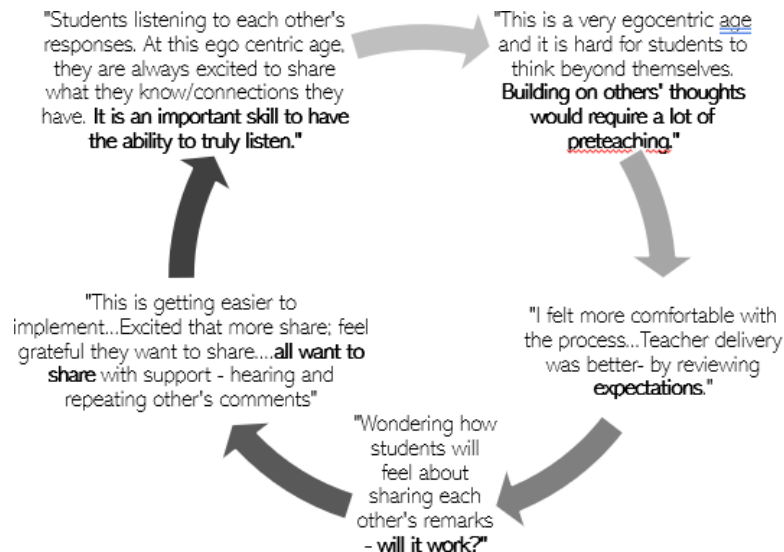 "Students listening to each other's
responses. At this ego centric age,
they are always excited to share
what they know/connections they
have. It is an important skill to have
the ability to truly listen."
"This is a very egocentric age
and it is hard for students to
think beyond themselves.
Building on others' thoughts
would require a lot of
preteaching."
"I felt more comfortable with
the process...Teacher delivery
was better- by reviewing
expectations."
"Wondering how
students will
feel about
sharing each
other's remarks
- will it work?"
"This is getting easier to
implement...Excited that more share; feel
grateful they want to share....all want to
share with support - hearing and
repeating other's comments"